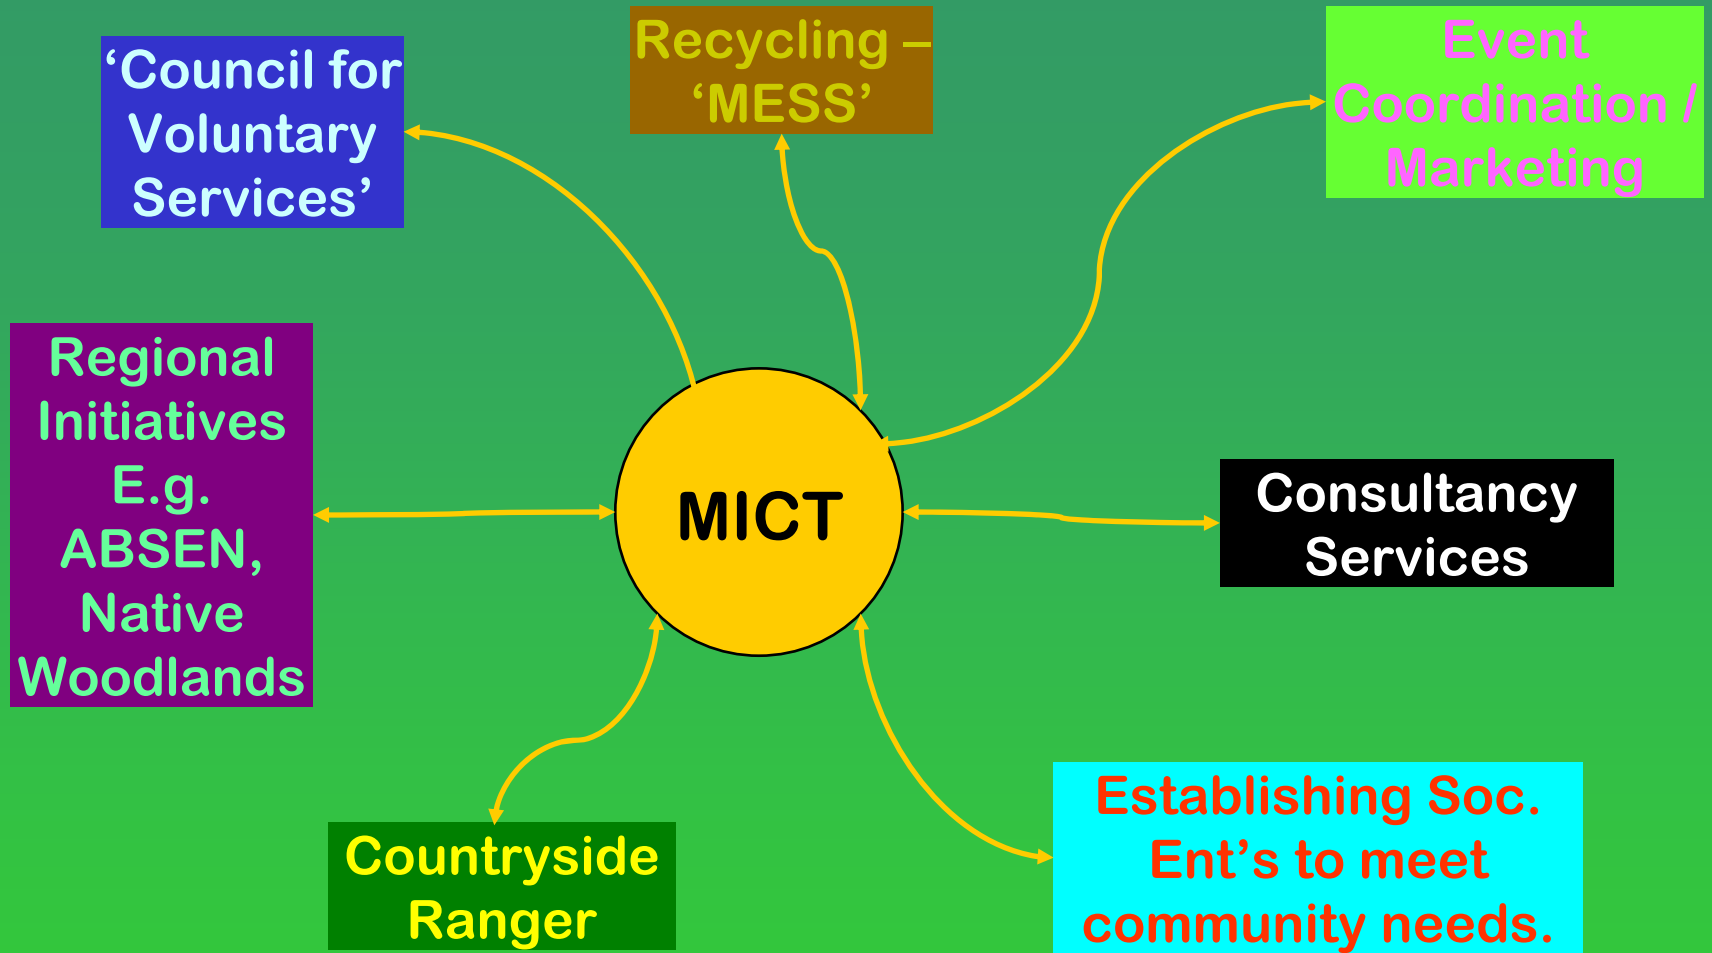 ‘Council for
Voluntary
Services’
Recycling –
‘MESS’
Event
Coordination /
Marketing
Regional
Initiatives
E.g.
ABSEN,
Native
Woodlands
MICT
Consultancy
Services
Countryside
Ranger
Establishing Soc.
Ent’s to meet
community needs.